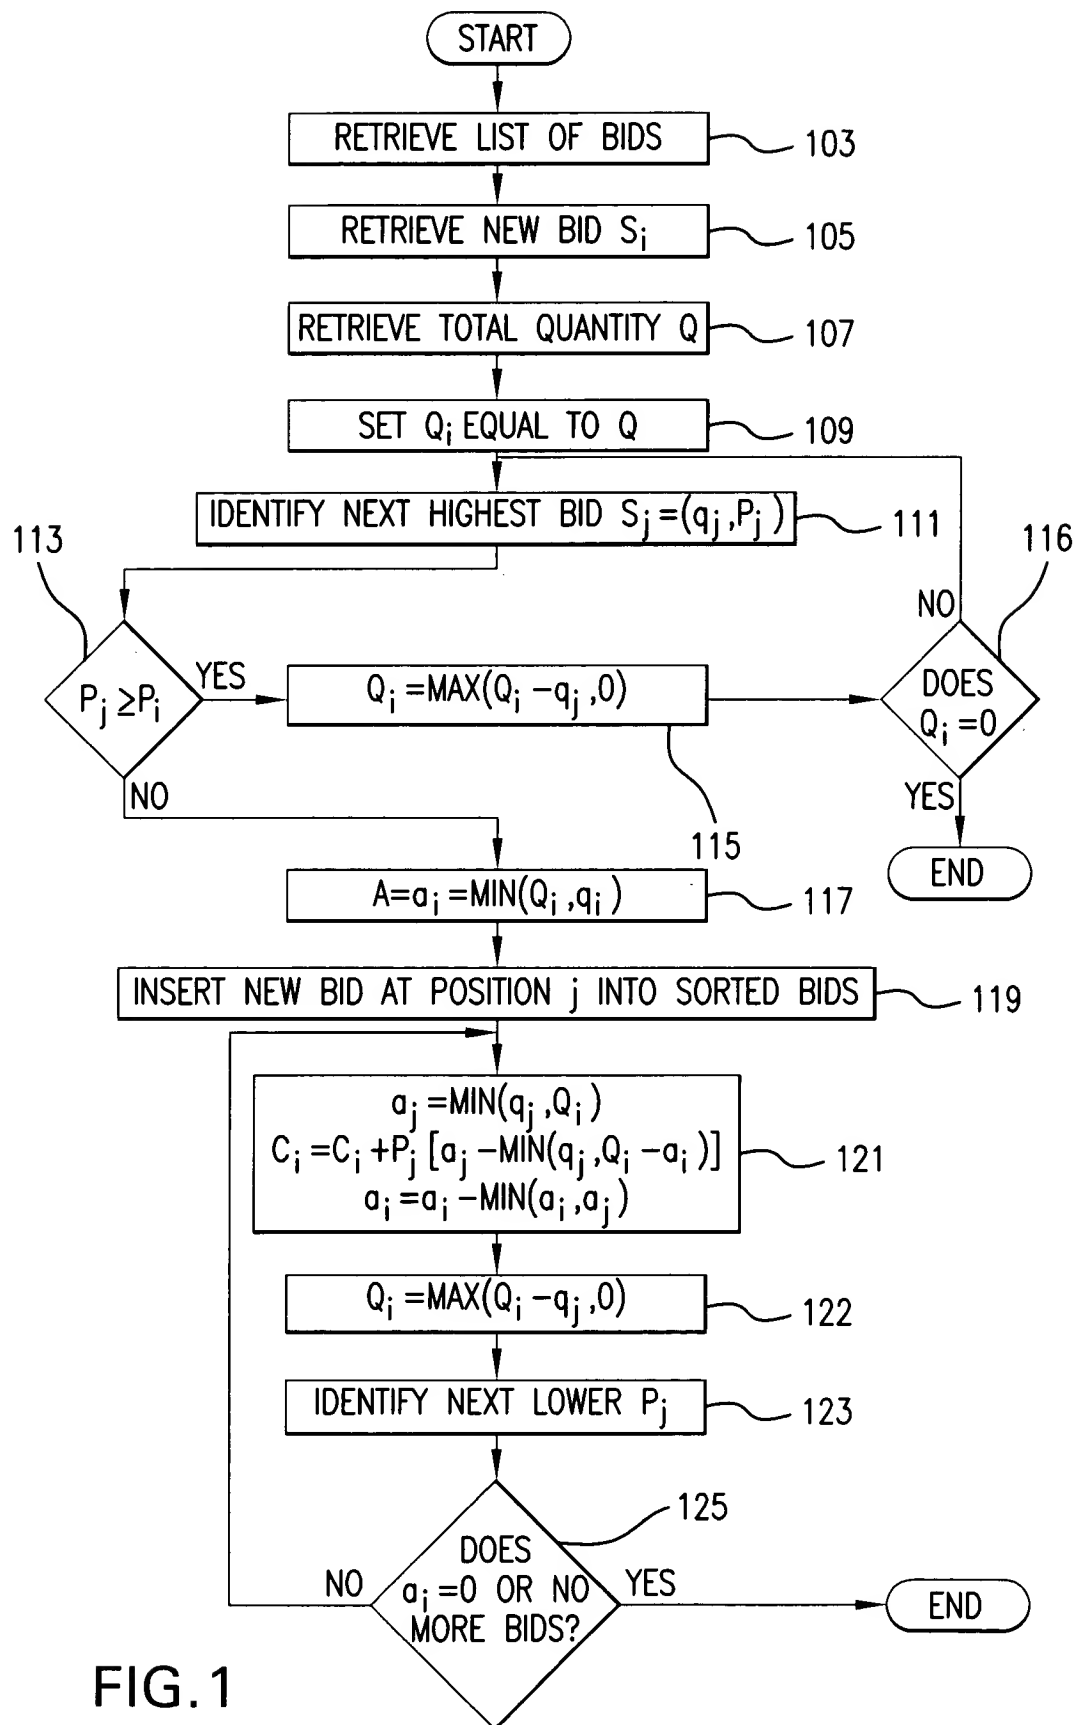 START
RETRIEVE LIST OF BIDS
103
RETRIEVE NEW BID Si
105
RETRIEVE TOTAL QUANTITY Q
107
SET Qi EQUAL TO Q
109
IDENTIFY NEXT HIGHEST BID Sj=(qj,Pj)
111
113
116
NO
Pj≥Pi
YES
Qi=MAX(Qi-qj,0)
DOES
Qi=0
NO
YES
115
END
A=ai=MIN(Qi,qi)
117
INSERT NEW BID AT POSITION j INTO SORTED BIDS
119
aj=MIN(qj,Qi)
Ci=Ci+Pj[aj-MIN(qj,Qi-ai)]
ai=ai-MIN(ai,aj)
121
Qi=MAX(Qi-qj,0)
122
IDENTIFY NEXT LOWER Pj
123
125
DOES
ai=0 OR NO
MORE BIDS?
NO
YES
END
FIG.1